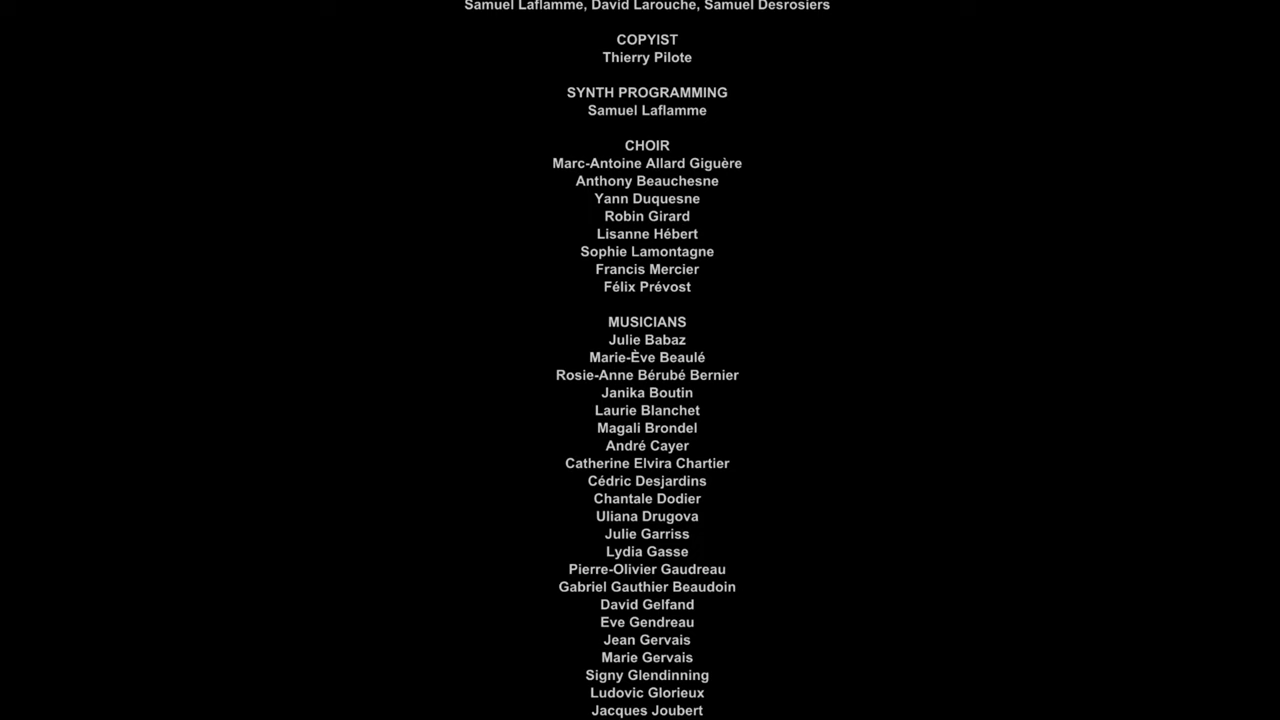 Samuel Laflamme, David Larouche, Samuel Desrosiers
COPYIST
Thierry Pilote
SYNTH PROGRAMMING
Samuel Laflamme
CHOIR
Marc-Antoine Allard Giguère
Anthony Beauchesne
Yann Duquesne
Robin Girard
Lisanne Hébert
Sophie Lamontagne
Francis Mercier
Félix Prévost
MUSICIANS
Julie Babaz
Marie-Ève Beaulé
Rosie-Anne Bérubé Bernier
Janika Boutin
Laurie Blanchet
Magali Brondel
André Cayer
Catherine Elvira Chartier
Cédric Desjardins
Chantale Dodier
Uliana Drugova
Julie Garriss
Lydia Gasse
Pierre-Olivier Gaudreau
Gabriel Gauthier Beaudoin
David Gelfand
Eve Gendreau
Jean Gervais
Marie Gervais
Signy Glendinning
Ludovic Glorieux
Jacques Joubert